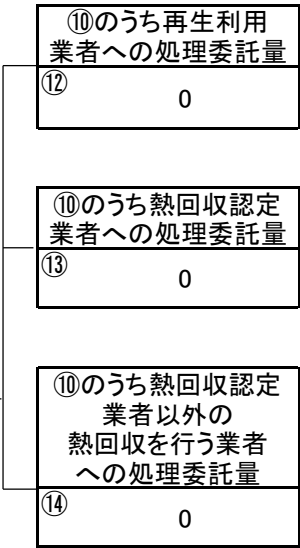 ⑩のうち再生利用
業者への処理委託量
⑫
0
⑩のうち熱回収認定
業者への処理委託量
⑬
0
⑩のうち熱回収認定
業者以外の
熱回収を行う業者
への処理委託量
⑭
0